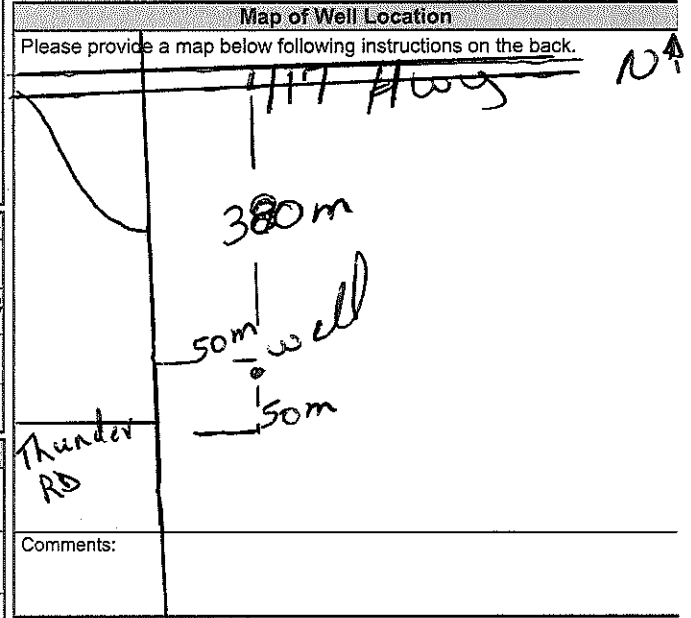 Map of Well Location
Please provide a map below following instructions on the back.
N
417 Hwy
380m
50m
well
50m
Thunder
RD
Comments: